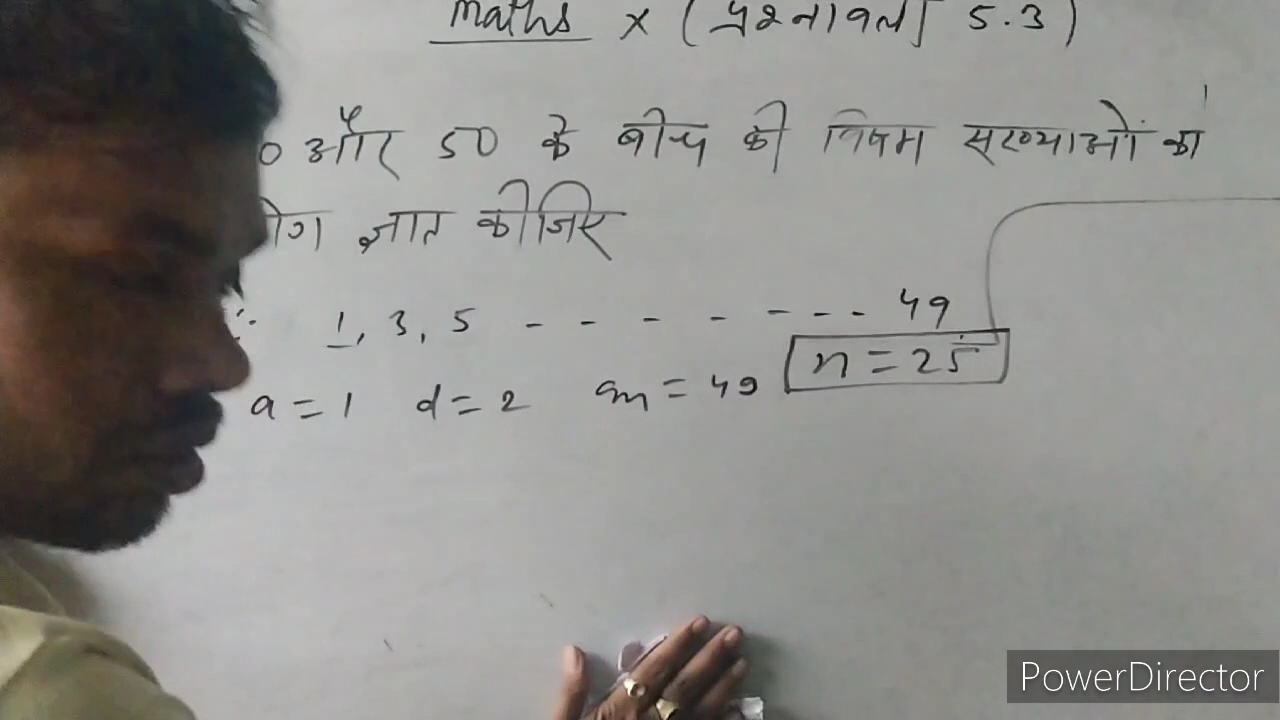 Maths X (प्रश्नावली 5.3)
0 और 50 के बीच की विषम संख्याओं का
योग ज्ञात कीजिए
1, 3, 5 - - - - - - - 49
n = 25
a = 1 d = 2 an = 49
PowerDirector